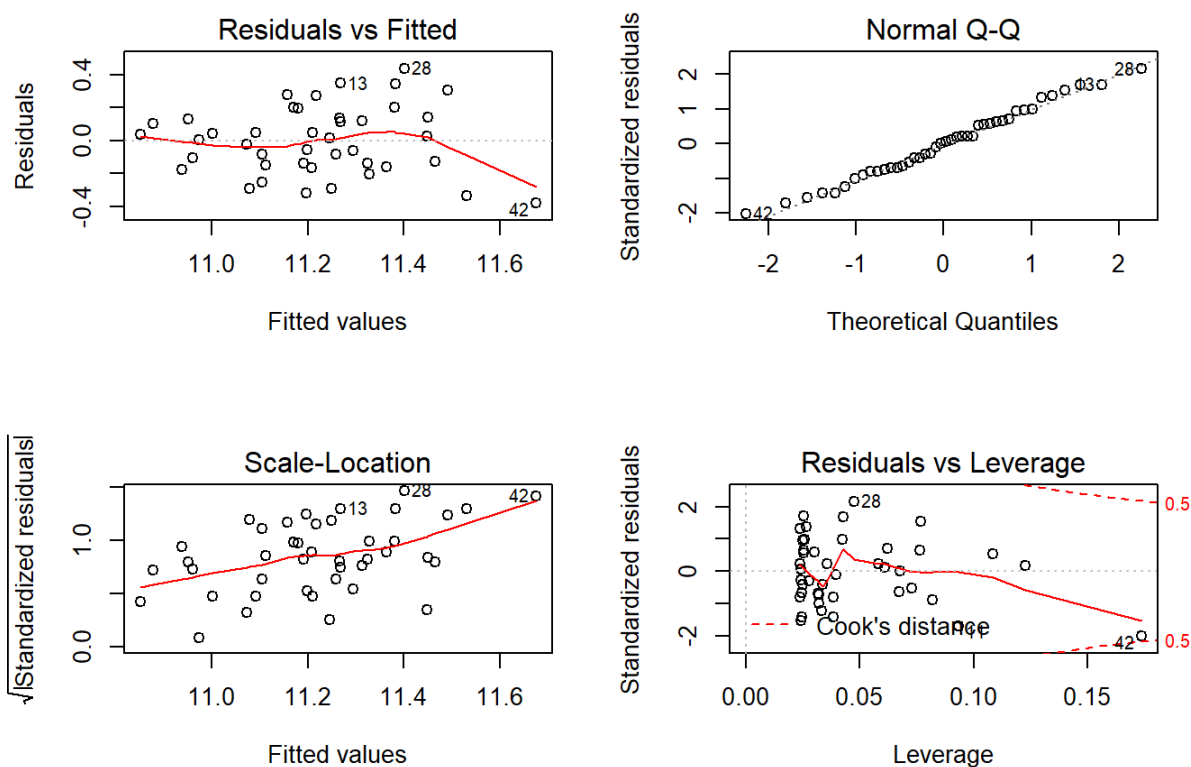 Residuals vs Fitted
Residuals
0.4
0.0
-0.4
13
28
42
11.0 11.2 11.4 11.6
Fitted values
Normal Q-Q
Standardized residuals
2
1
0
-2
28
13
42
-2 -1 0 1 2
Theoretical Quantiles
Scale-Location
√|Standardized residuals|
1.0
0.0
13
28
42
11.0 11.2 11.4 11.6
Fitted values
Residuals vs Leverage
Standardized residuals
2
1
0
-2
28
11
42
Cook's distance
0.5
0.5
0.00 0.05 0.10 0.15
Leverage